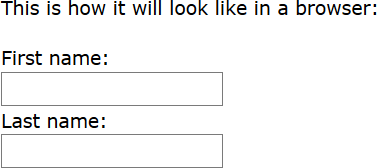 This is how it will look like in a browser:
First name:
Last name: